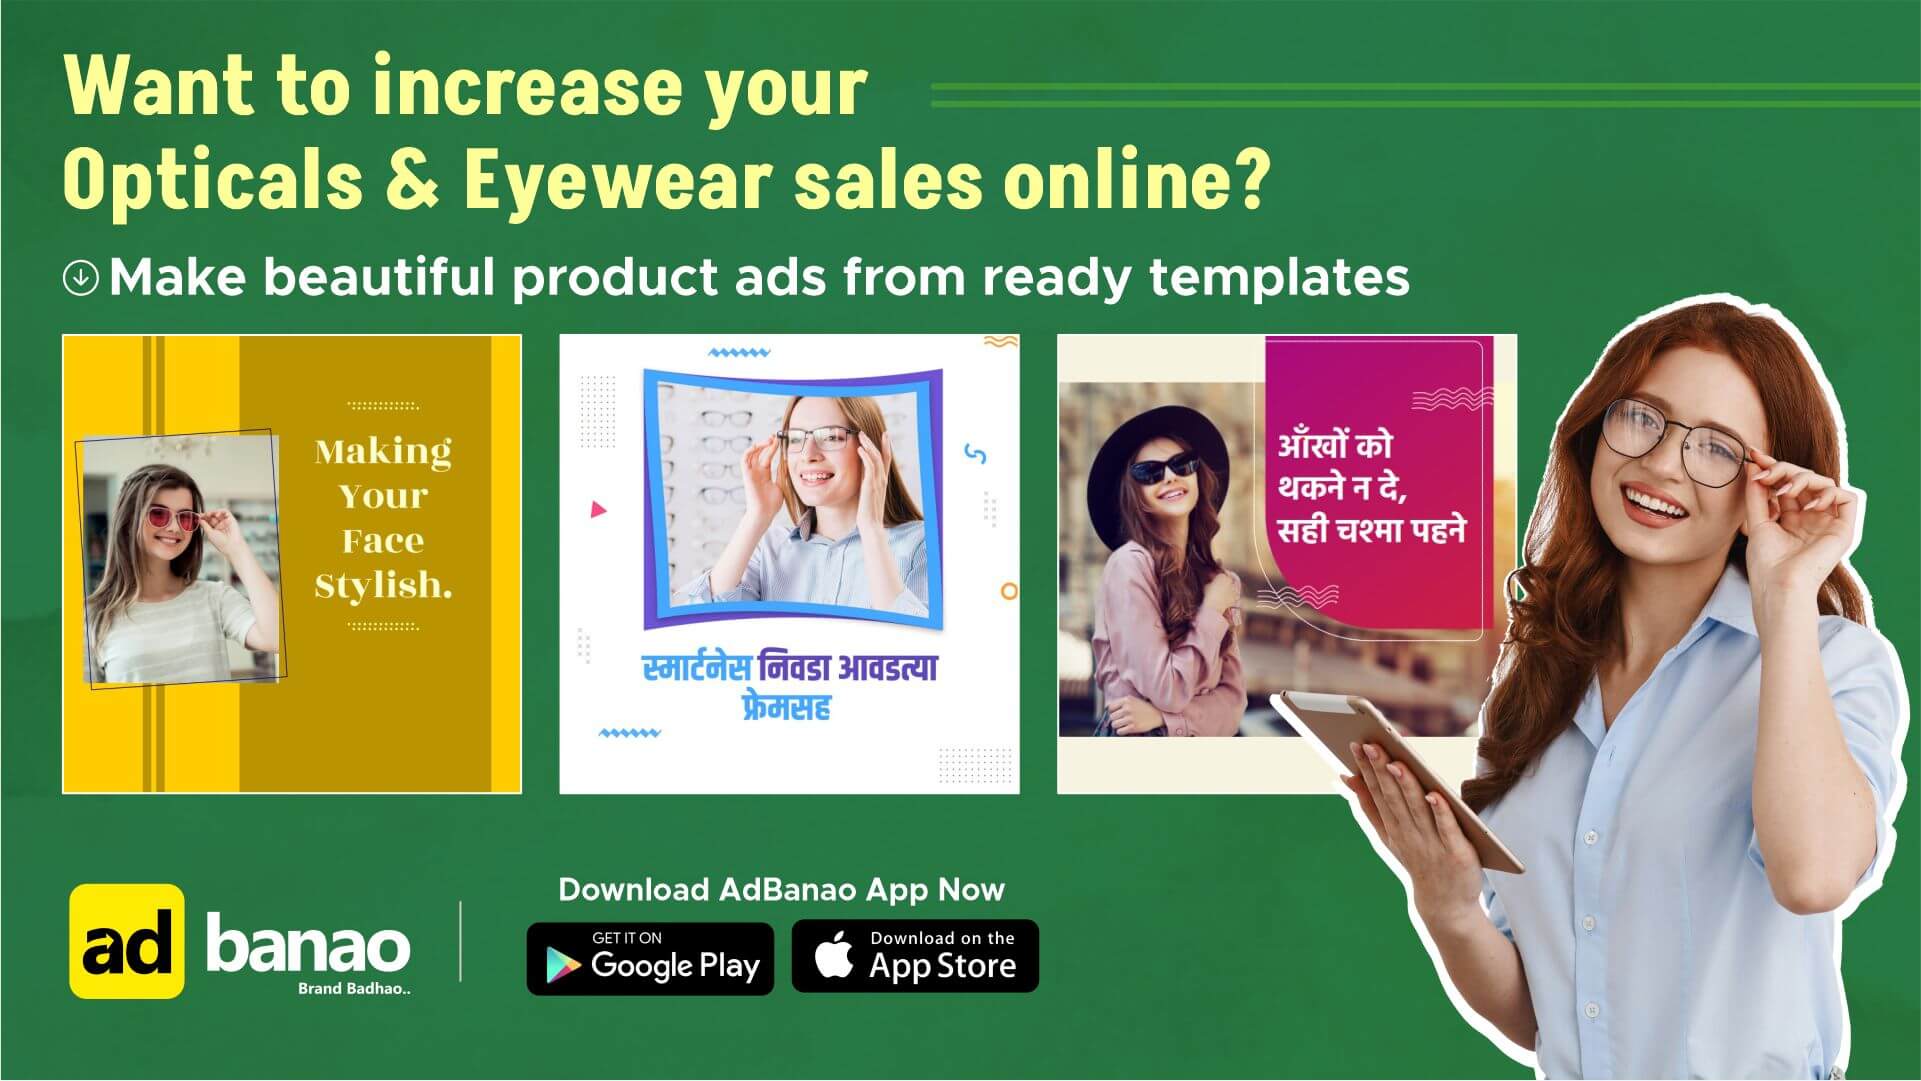 Want to increase your
Opticals & Eyewear sales online?
Make beautiful product ads from ready templates
Making
Your
Face
Stylish.
स्मार्टनेस निवडा आवडत्या
फ्रेमसह
आँखों को
थकने न दे,
सही चश्मा पहने
ad banao
Brand Badhao..
Download AdBanao App Now
GET IT ON
Google Play
Download on the
App Store